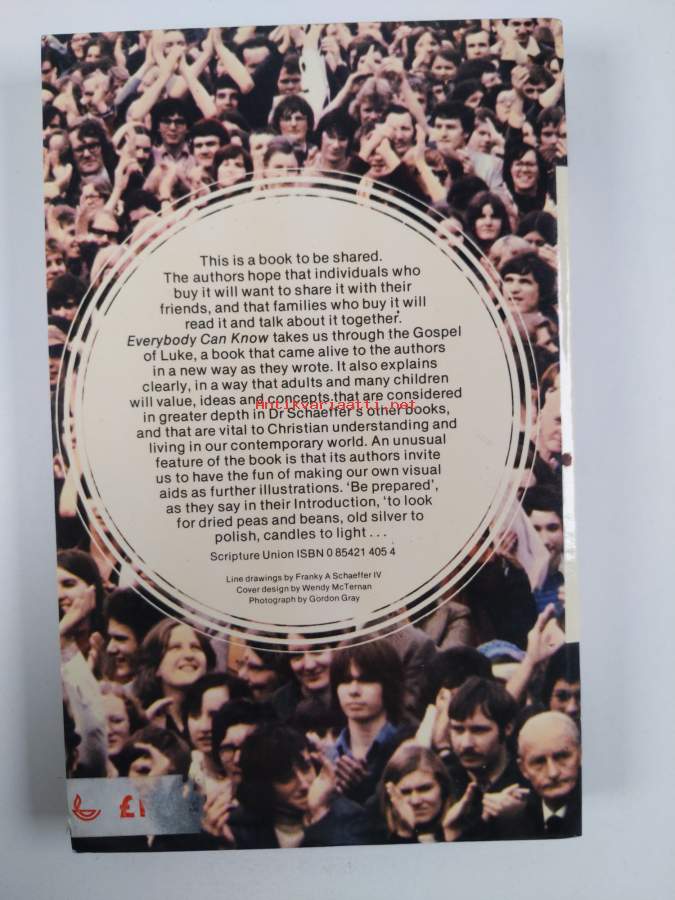 This is a book to be shared.
The authors hope that individuals who
buy it will want to share it with their
friends, and that families who buy it will
read it and talk about it together.
Everybody Can Know takes us through the Gospel
of Luke, a book that came alive to the authors
in a new way as they wrote. It also explains
clearly, in a way that adults and many children
will value, ideas and concepts that are considered
Antikvariaatti.net
in greater depth in Dr Schaeffer's other books,
and that are vital to Christian understanding and
living in our contemporary world. An unusual
feature of the book is that its authors invite
us to have the fun of making our own visual
aids as further illustrations. 'Be prepared',
as they say in their Introduction, 'to look
for dried peas and beans, old silver to
polish, candles to light . . .
Scripture Union ISBN 0 85421 405 4
Line drawings by Franky A Schaeffer IV
Cover design by Wendy McTernan
Photograph by Gordon Gray